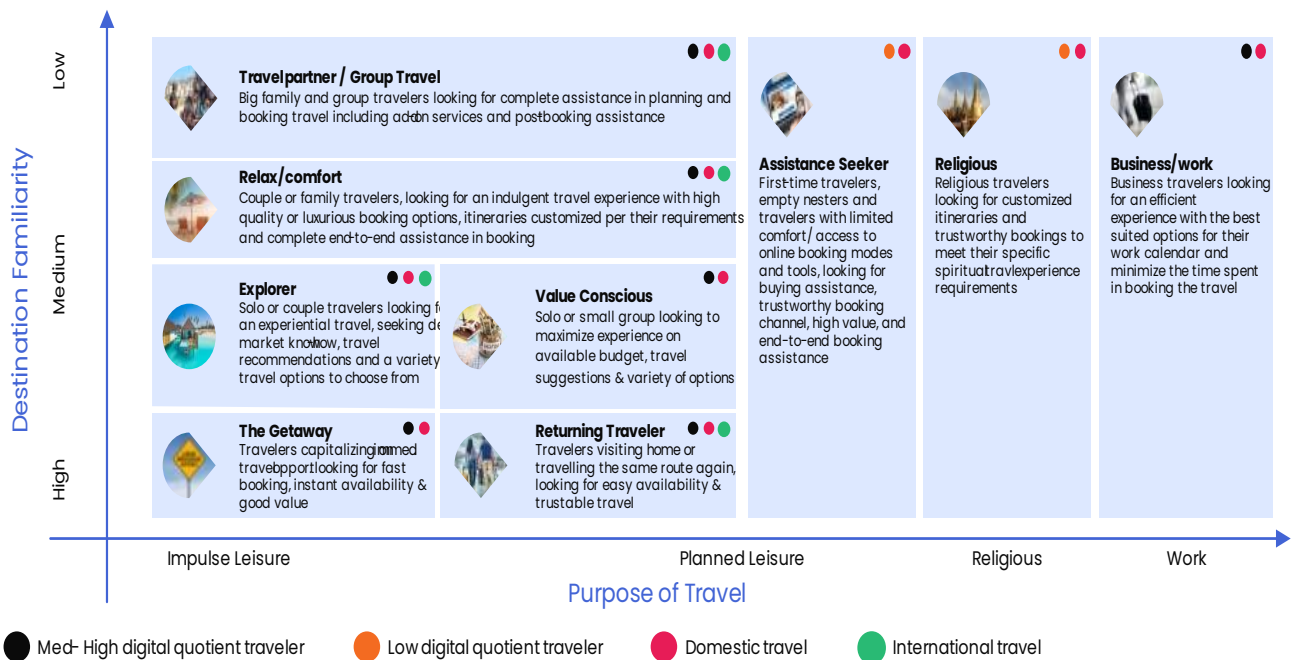 Destination Familiarity
Low
Medium
High
Travelpartner / Group Travel
Big family and group travelers looking for complete assistance in planning and
booking travel including add-on services and post-booking assistance
Relax/comfort
Couple or family travelers, looking for an indulgent travel experience with high
quality or luxurious booking options, itineraries customized per their requirements
and complete end-to-end assistance in booking
Explorer
Solo or couple travelers looking f
an experiential travel, seeking de
market know-how, travel
recommendations and a variety
travel options to choose from
Value Conscious
Solo or small group looking to
maximize experience on
available budget, travel
suggestions & variety of options
The Getaway
Travelers capitalizing
looking for fast
booking, instant availability &
good value
Returning Traveler
Travelers visiting home or
travelling the same route again,
looking for easy availability &
trustable travel
Assistance Seeker
First-time travelers,
empty nesters and
travelers with limited
comfort/ access to
online booking modes
and tools, looking for
buying assistance,
trustworthy booking
channel, high value, and
end-to-end booking
assistance
Religious
Religious travelers
looking for customized
itineraries and
trustworthy bookings to
meet their specific
spiritual travlexperience
requirements
Business/work
Business travelers looking
for an efficient
experience with the best
suited options for their
work calendar and
minimize the time spent
in booking the travel
Impulse Leisure
Planned Leisure
Religious
Work
Purpose of Travel
Med- High digital quotient traveler
Low digital quotient traveler
Domestic travel
International travel